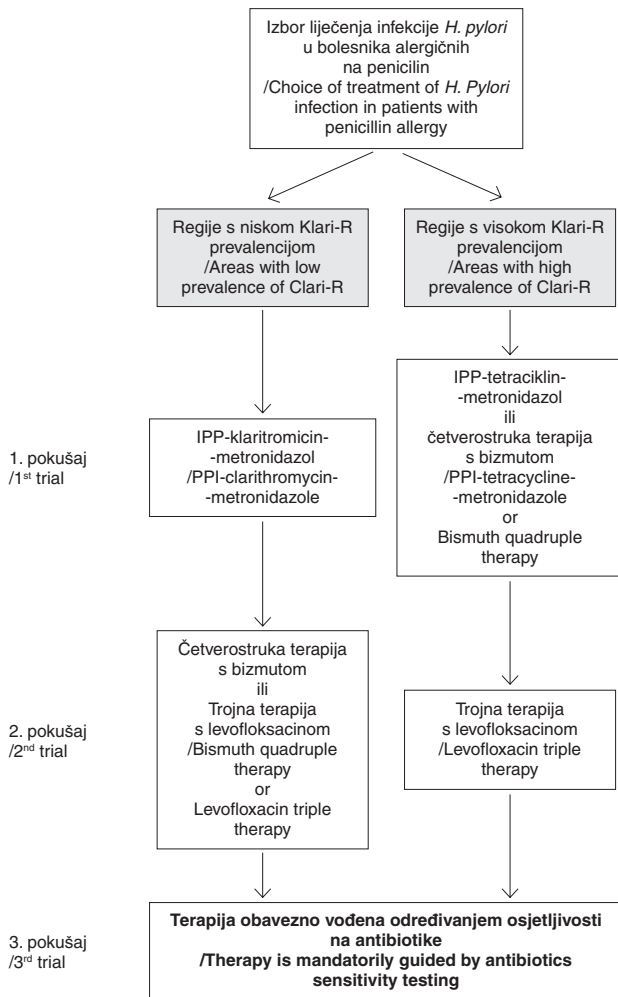 Izbor liječenja infekcije H. pylori
u bolesnika alergičnih
na penicilin
/Choice of treatment of H. Pylori
infection in patients with
penicillin allergy
Regije s niskom Klari-R
prevalencijom
/Areas with low
prevalence of Clari-R
Regije s visokom Klari-R
prevalencijom
/Areas with high
prevalence of Clari-R
1. pokušaj
/1st trial
IPP-klaritromicin-
-metronidazol
/PPI-clarithromycin-
-metronidazole
IPP-tetraciklin-
-metronidazol
ili
četverostruka terapija
s bizmutom
/PPI-tetracycline-
-metronidazole
or
Bismuth quadruple
therapy
2. pokušaj
/2nd trial
Četverostruka terapija
s bizmutom
ili
Trojna terapija
s levofloksacinom
/Bismuth quadruple
therapy
or
Levofloxacin triple
therapy
Trojna terapija
s levofloksacinom
/Levofloxacin triple
therapy
3. pokušaj
/3rd trial
Terapija obavezno vođena određivanjem osjetljivosti
na antibiotike
/Therapy is mandatorily guided by antibiotics
sensitivity testing